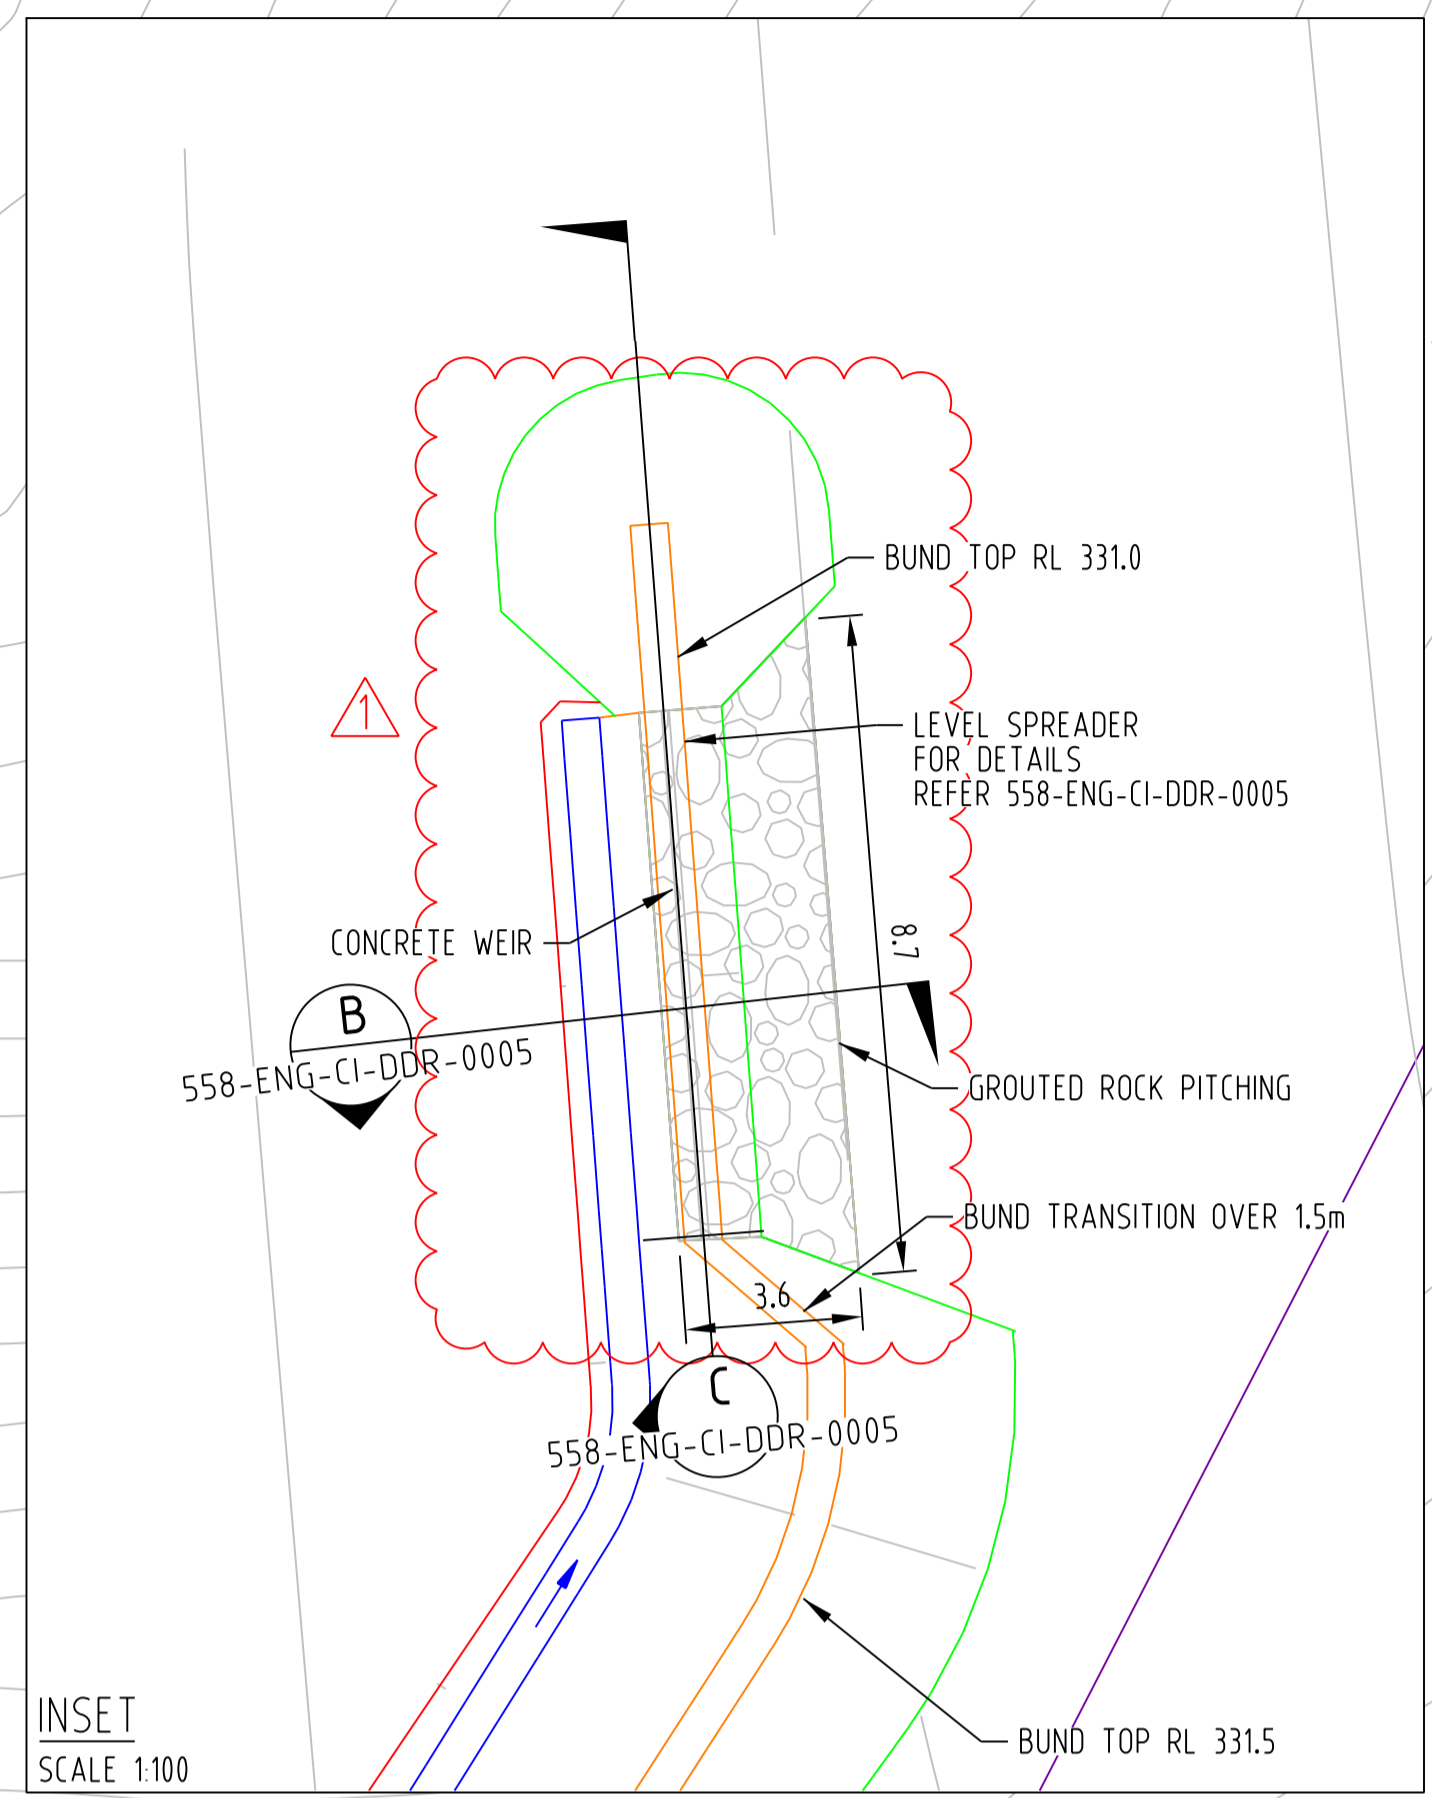 BUND TOP RL 331.0
1
LEVEL SPREADER
FOR DETAILS
REFER 558-ENG-CI-DDR-0005
CONCRETE WEIR
8.7
B
558-ENG-CI-DDR-0005
GROUTED ROCK PITCHING
BUND TRANSITION OVER 1.5m
3.6
C
558-ENG-CI-DDR-0005
BUND TOP RL 331.5
INSET
SCALE 1:100